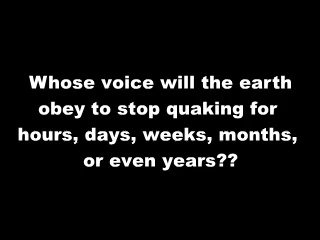 Whose voice will the earth
obey to stop quaking for
hours, days, weeks, months,
or even years??